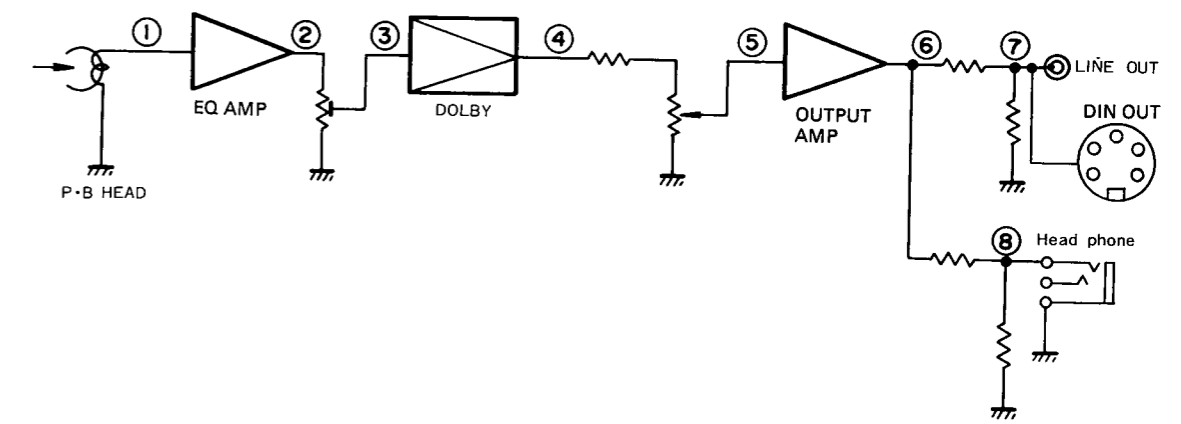 ①
②
③
④
⑤
⑥
⑦
LIÑE OUT
EQ AMP
DOLBY
OUTPUT
AMP
DIN OUT
P•B HEAD
⑧
Head phone